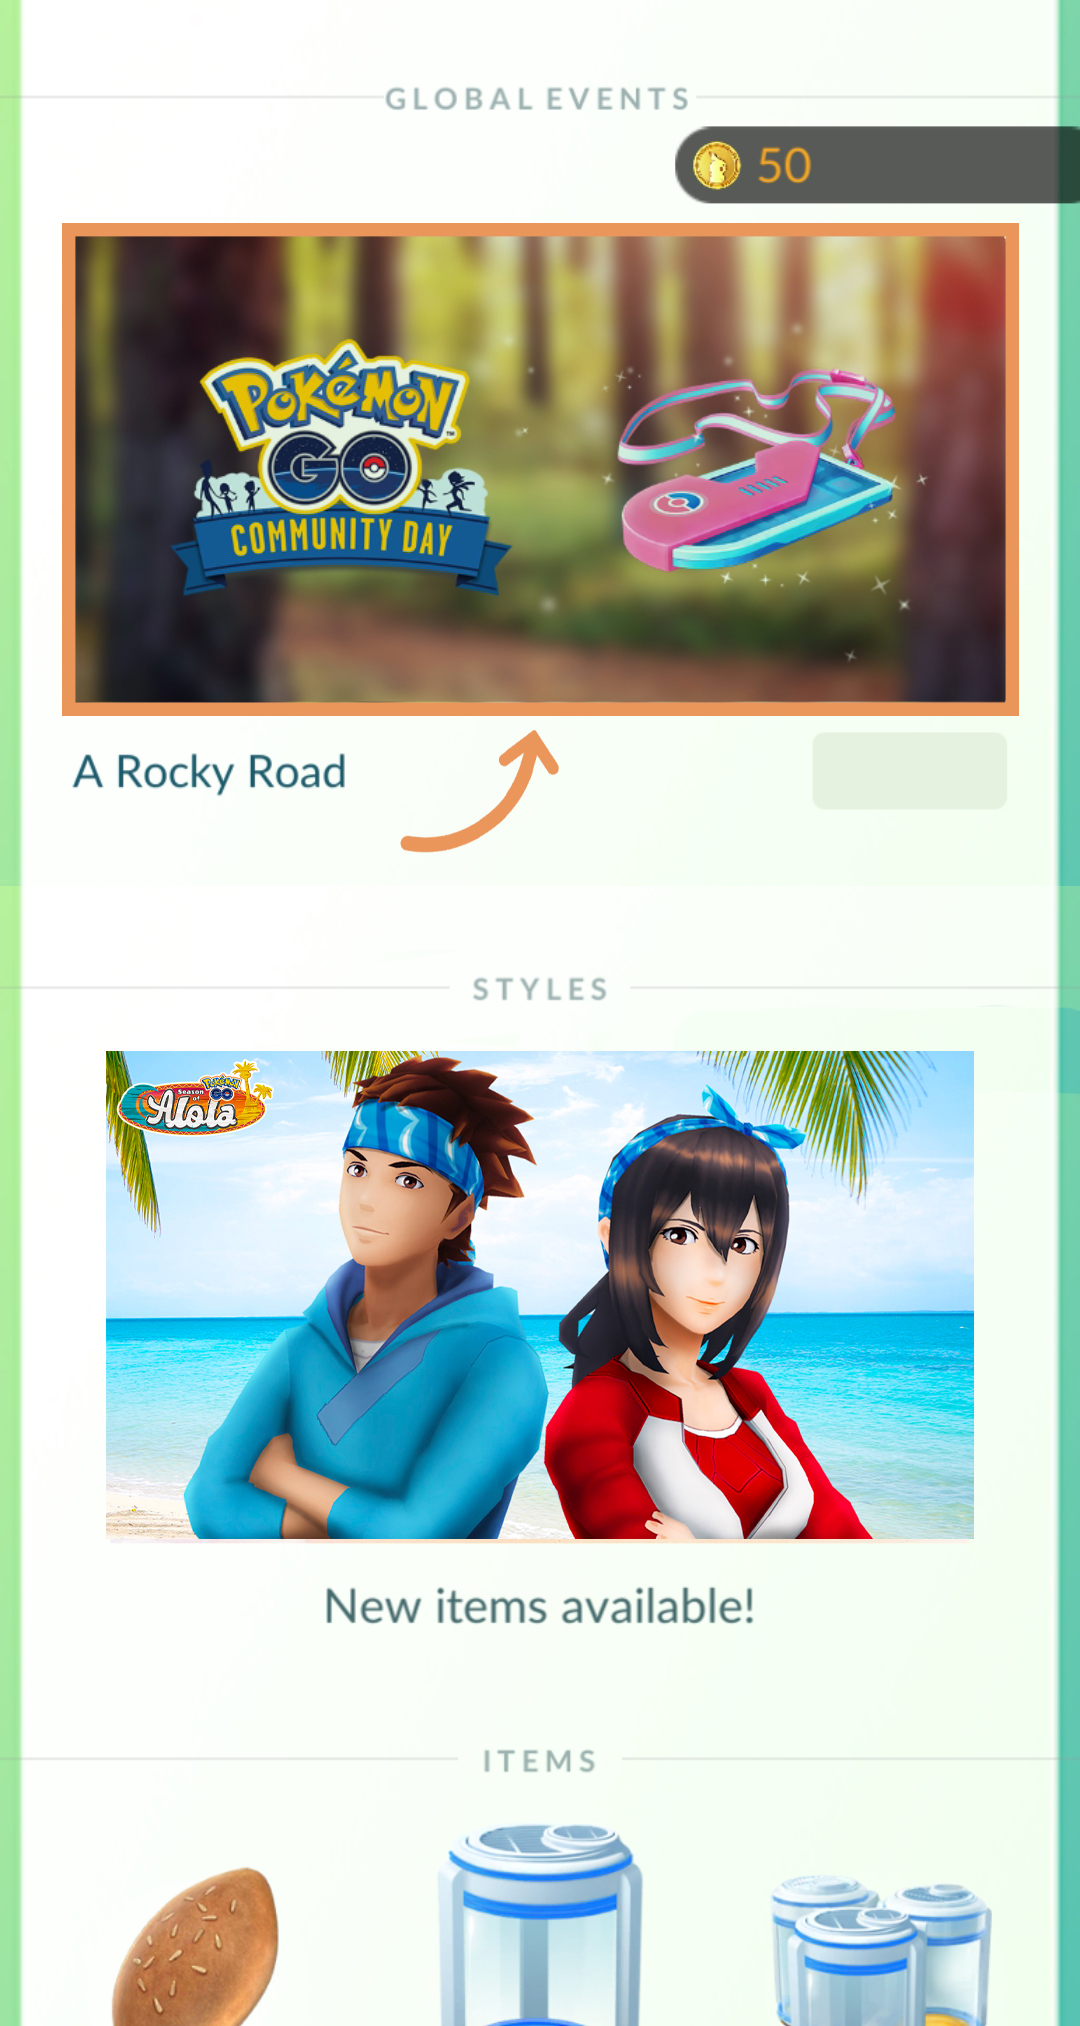 GLOBAL EVENTS
50
POKéMON
GO
COMMUNITY DAY
A Rocky Road
STYLES
POKéMON
GO
Season
of
Alola
New items available!
ITEMS